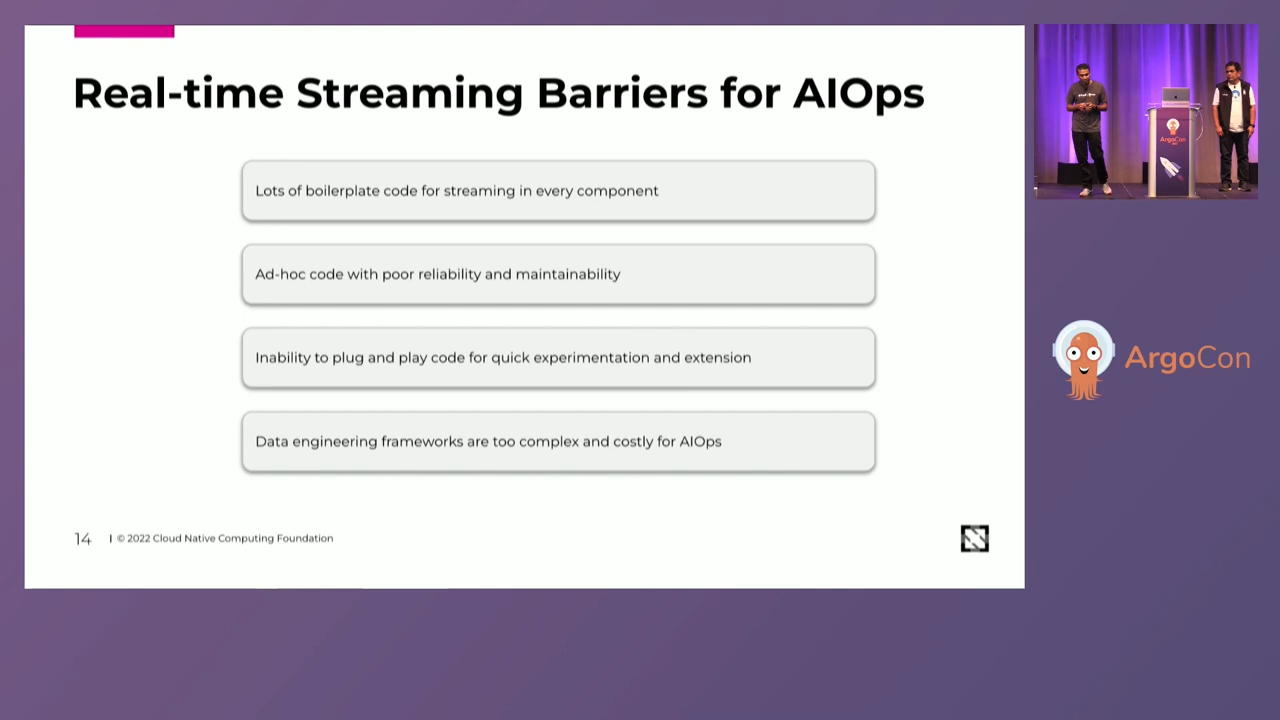 Real-time Streaming Barriers for AIOps
Lots of boilerplate code for streaming in every component
Ad-hoc code with poor reliability and maintainability
Inability to plug and play code for quick experimentation and extension
Data engineering frameworks are too complex and costly for AIOps
14
© 2022 Cloud Native Computing Foundation
ArgoCon
ArgoCon